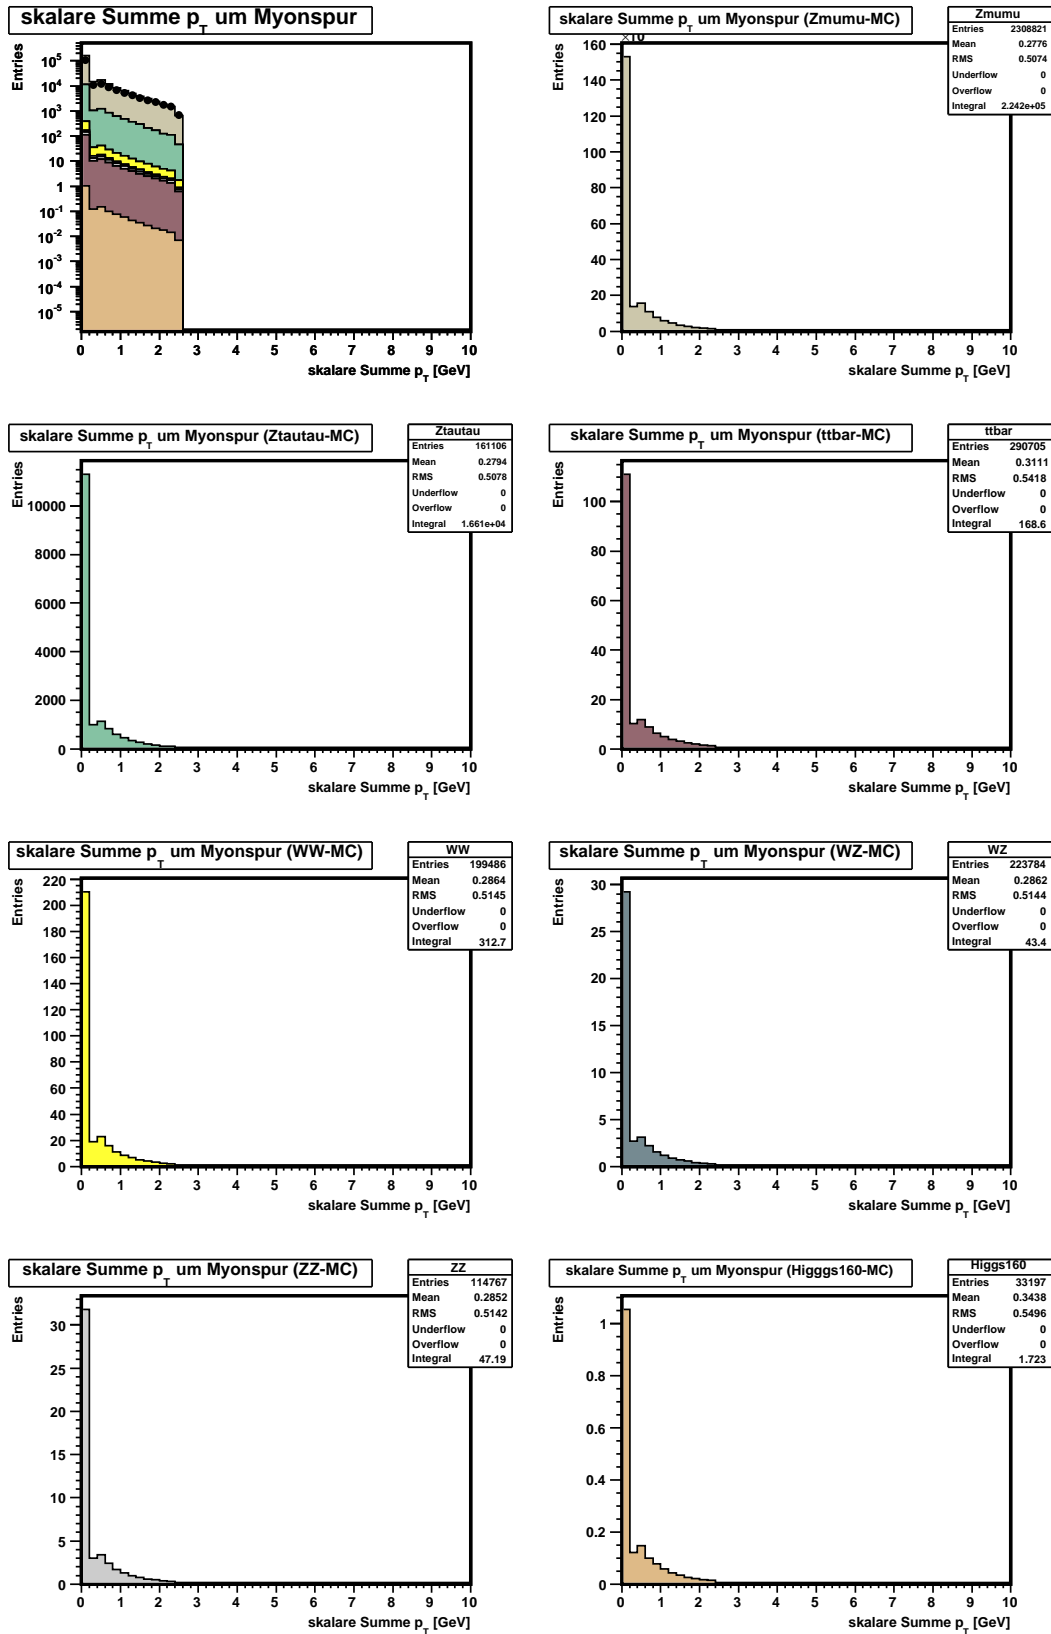 skalare Summe p_T um Myonspur
Entries
10^5
10^4
10^3
10^2
10
1
10^-1
10^-2
10^-3
10^-4
10^-5
0 1 2 3 4 5 6 7 8 9 10
skalare Summe p_T [GeV]
skalare Summe p_T um Myonspur (Zmumu-MC)
Zmumu
Entries 2308821
Mean 0.2776
RMS 0.5074
Underflow 0
Overflow 0
Integral 2.242e+05
Entries
160
140
120
100
80
60
40
20
0
0 1 2 3 4 5 6 7 8 9 10
skalare Summe p_T [GeV]
skalare Summe p_T um Myonspur (Ztautau-MC)
Ztautau
Entries 161106
Mean 0.2794
RMS 0.5078
Underflow 0
Overflow 0
Integral 1.661e+04
Entries
10000
8000
6000
4000
2000
0
0 1 2 3 4 5 6 7 8 9 10
skalare Summe p_T [GeV]
skalare Summe p_T um Myonspur (ttbar-MC)
ttbar
Entries 290705
Mean 0.3111
RMS 0.5418
Underflow 0
Overflow 0
Integral 168.6
Entries
100
80
60
40
20
0
0 1 2 3 4 5 6 7 8 9 10
skalare Summe p_T [GeV]
skalare Summe p_T um Myonspur (WW-MC)
WW
Entries 199486
Mean 0.2864
RMS 0.5145
Underflow 0
Overflow 0
Integral 312.7
Entries
220
200
180
160
140
120
100
80
60
40
20
0
0 1 2 3 4 5 6 7 8 9 10
skalare Summe p_T [GeV]
skalare Summe p_T um Myonspur (WZ-MC)
WZ
Entries 223784
Mean 0.2862
RMS 0.5144
Underflow 0
Overflow 0
Integral 43.4
Entries
30
25
20
15
10
5
0
0 1 2 3 4 5 6 7 8 9 10
skalare Summe p_T [GeV]
skalare Summe p_T um Myonspur (ZZ-MC)
ZZ
Entries 114767
Mean 0.2852
RMS 0.5142
Underflow 0
Overflow 0
Integral 47.19
Entries
30
25
20
15
10
5
0
0 1 2 3 4 5 6 7 8 9 10
skalare Summe p_T [GeV]
skalare Summe p_T um Myonspur (Higggs160-MC)
Higgs160
Entries 33197
Mean 0.3438
RMS 0.5496
Underflow 0
Overflow 0
Integral 1.723
Entries
1
0.8
0.6
0.4
0.2
0
0 1 2 3 4 5 6 7 8 9 10
skalare Summe p_T [GeV]